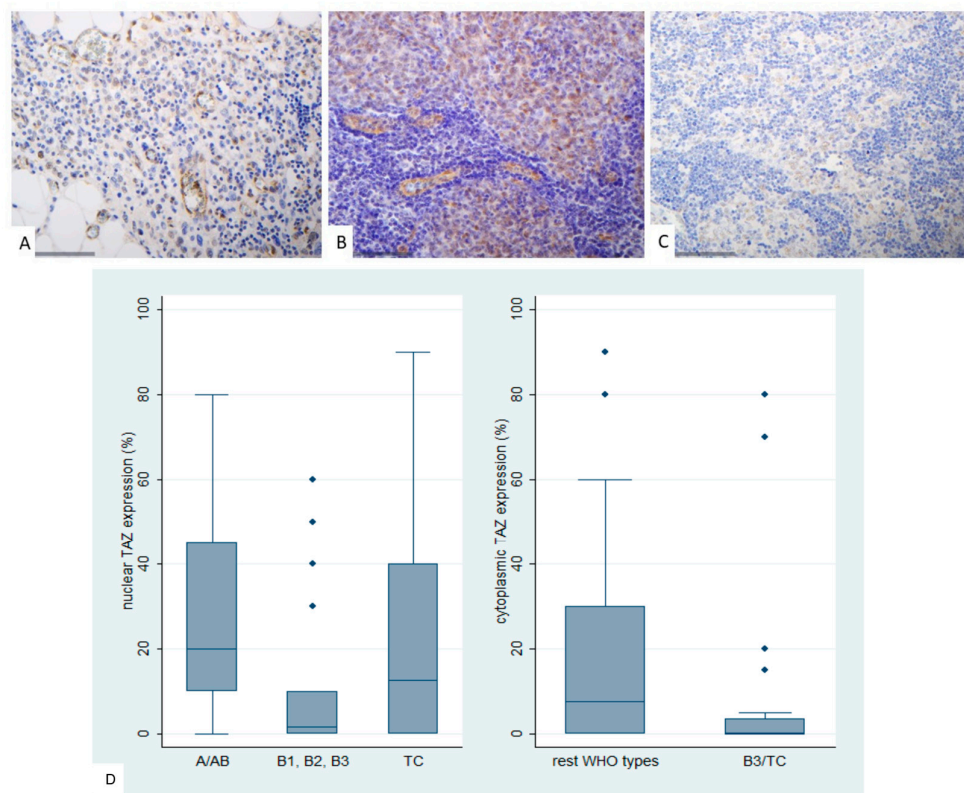 A
B
C
nuclear TAZ expression (%)
100
80
60
40
20
0
A/AB
B1, B2, B3
TC
cytoplasmic TAZ expression (%)
100
80
60
40
20
0
rest WHO types
B3/TC
D